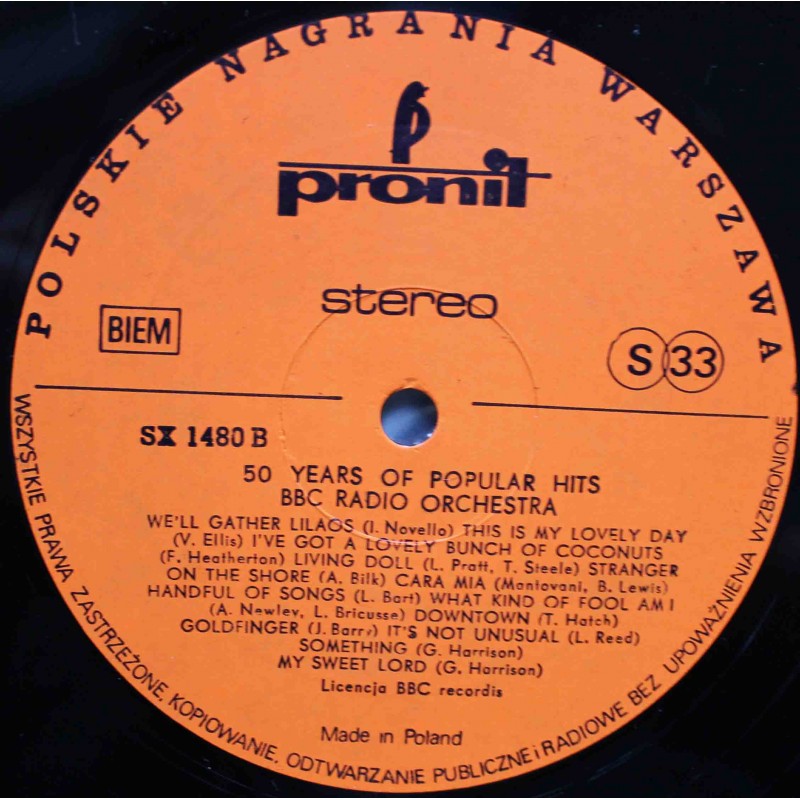 POLSKIE NAGRANIA WARSZAWA
pronit
stereo
BIEM
S 33
SX 1480 B
50 YEARS OF POPULAR HITS
BBC RADIO ORCHESTRA
WE'LL GATHER LILAOS (I. Novello) THIS IS MY LOVELY DAY
(V. Ellis) I'VE GOT A LOVELY BUNCH OF COCONUTS
(F. Heatherton) LIVING DOLL (L. Pratt, T. Steele) STRANGER
ON THE SHORE (A. Bilk) CARA MIA (Mantovani, B. Lewis)
HANDFUL OF SONGS (L. Bart) WHAT KIND OF FOOL AM I
(A. Newley, L. Bricusse) DOWNTOWN (T. Hatch)
GOLDFINGER (J. Barry) IT'S NOT UNUSUAL (L. Reed)
SOMETHING (G. Harrison)
MY SWEET LORD (G. Harrison)
Licencja BBC recordis
Made in Poland
WSZYSTKIE PRAWA ZASTRZEŻONE, KOPIOWANIE, ODTWARZANIE PUBLICZNE i RADIOWE BEZ UPOWAŻNIENIA WZBRONIONE